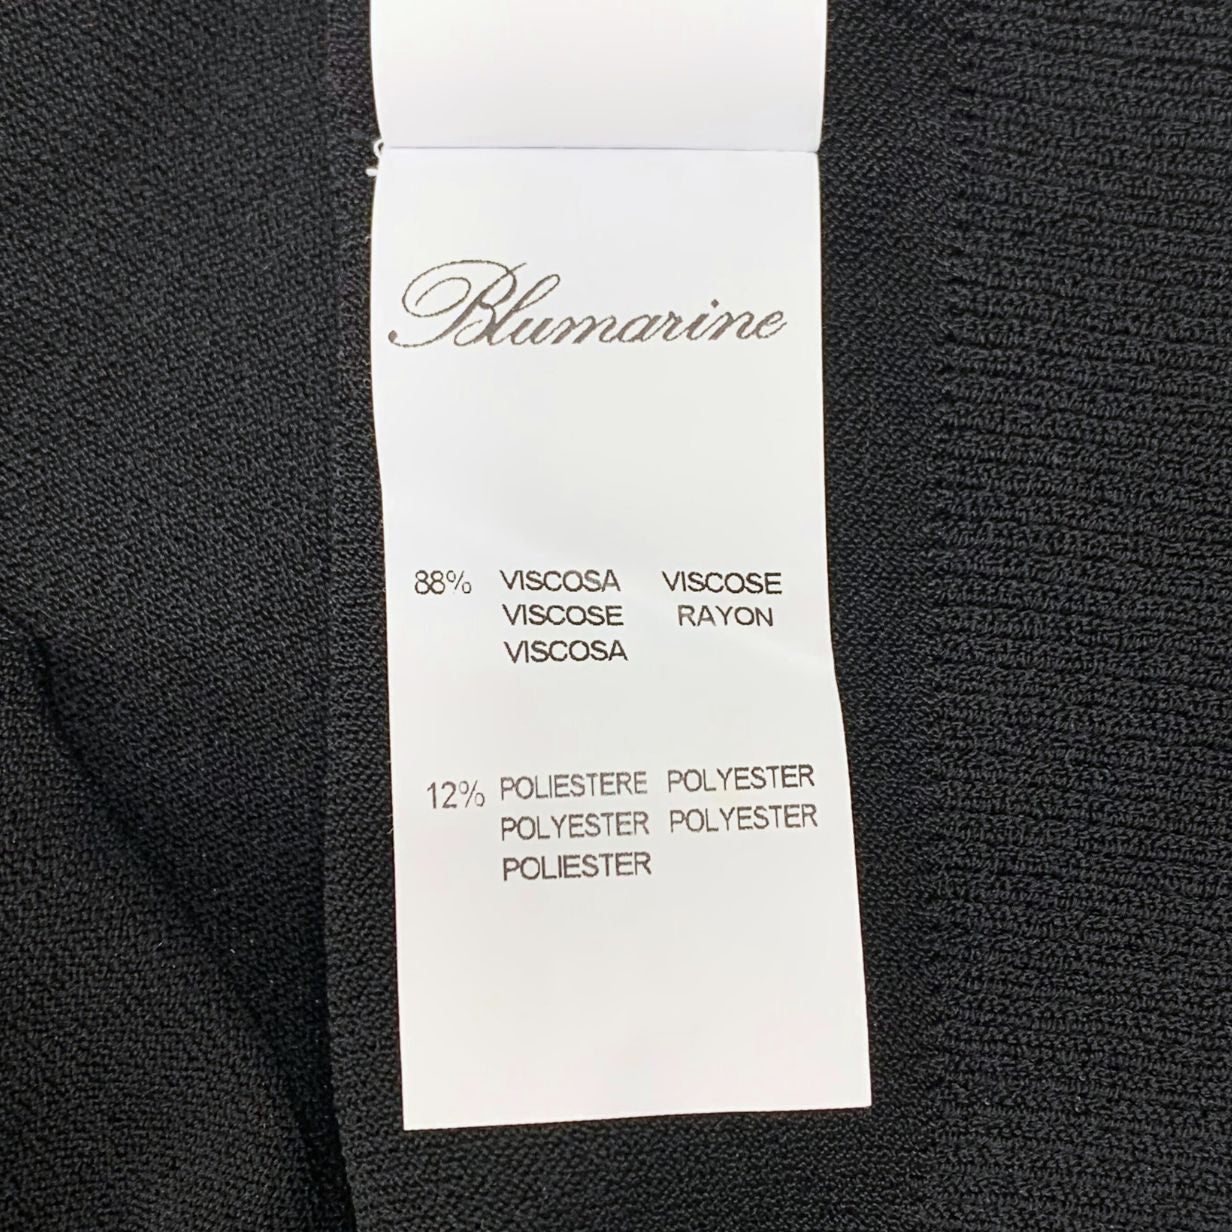 Blumarine
88% VISCOSA VISCOSE
VISCOSE RAYON
VISCOSA
12% POLIESTERE POLYESTER
POLYESTER POLYESTER
POLIESTER